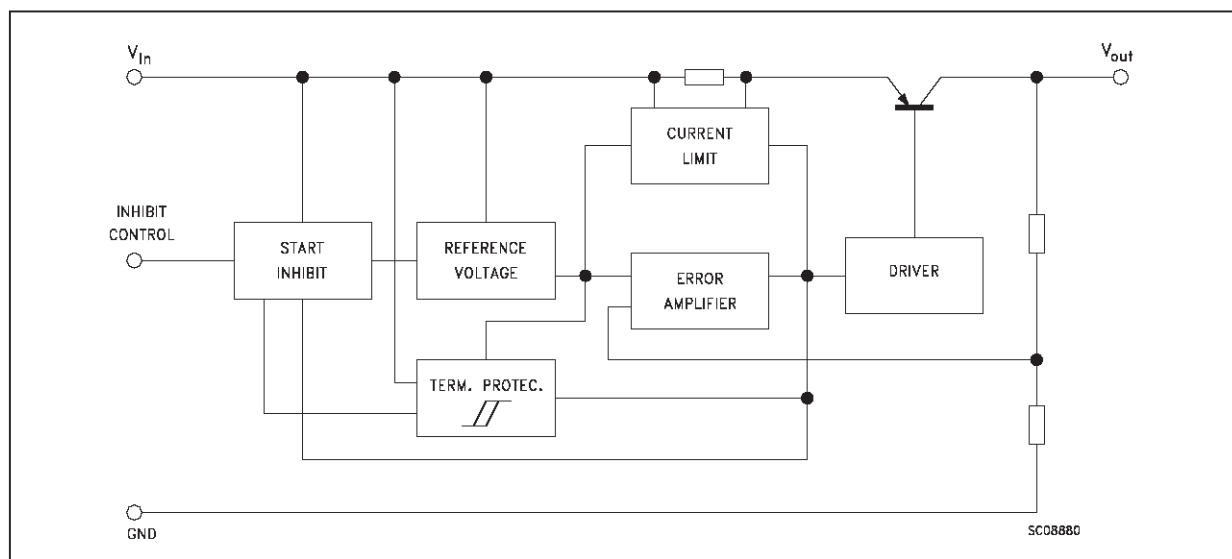 Vin
Vout
CURRENT
LIMIT
INHIBIT
CONTROL
START
INHIBIT
REFERENCE
VOLTAGE
ERROR
AMPLIFIER
DRIVER
TERM. PROTEC.
GND
SC08880